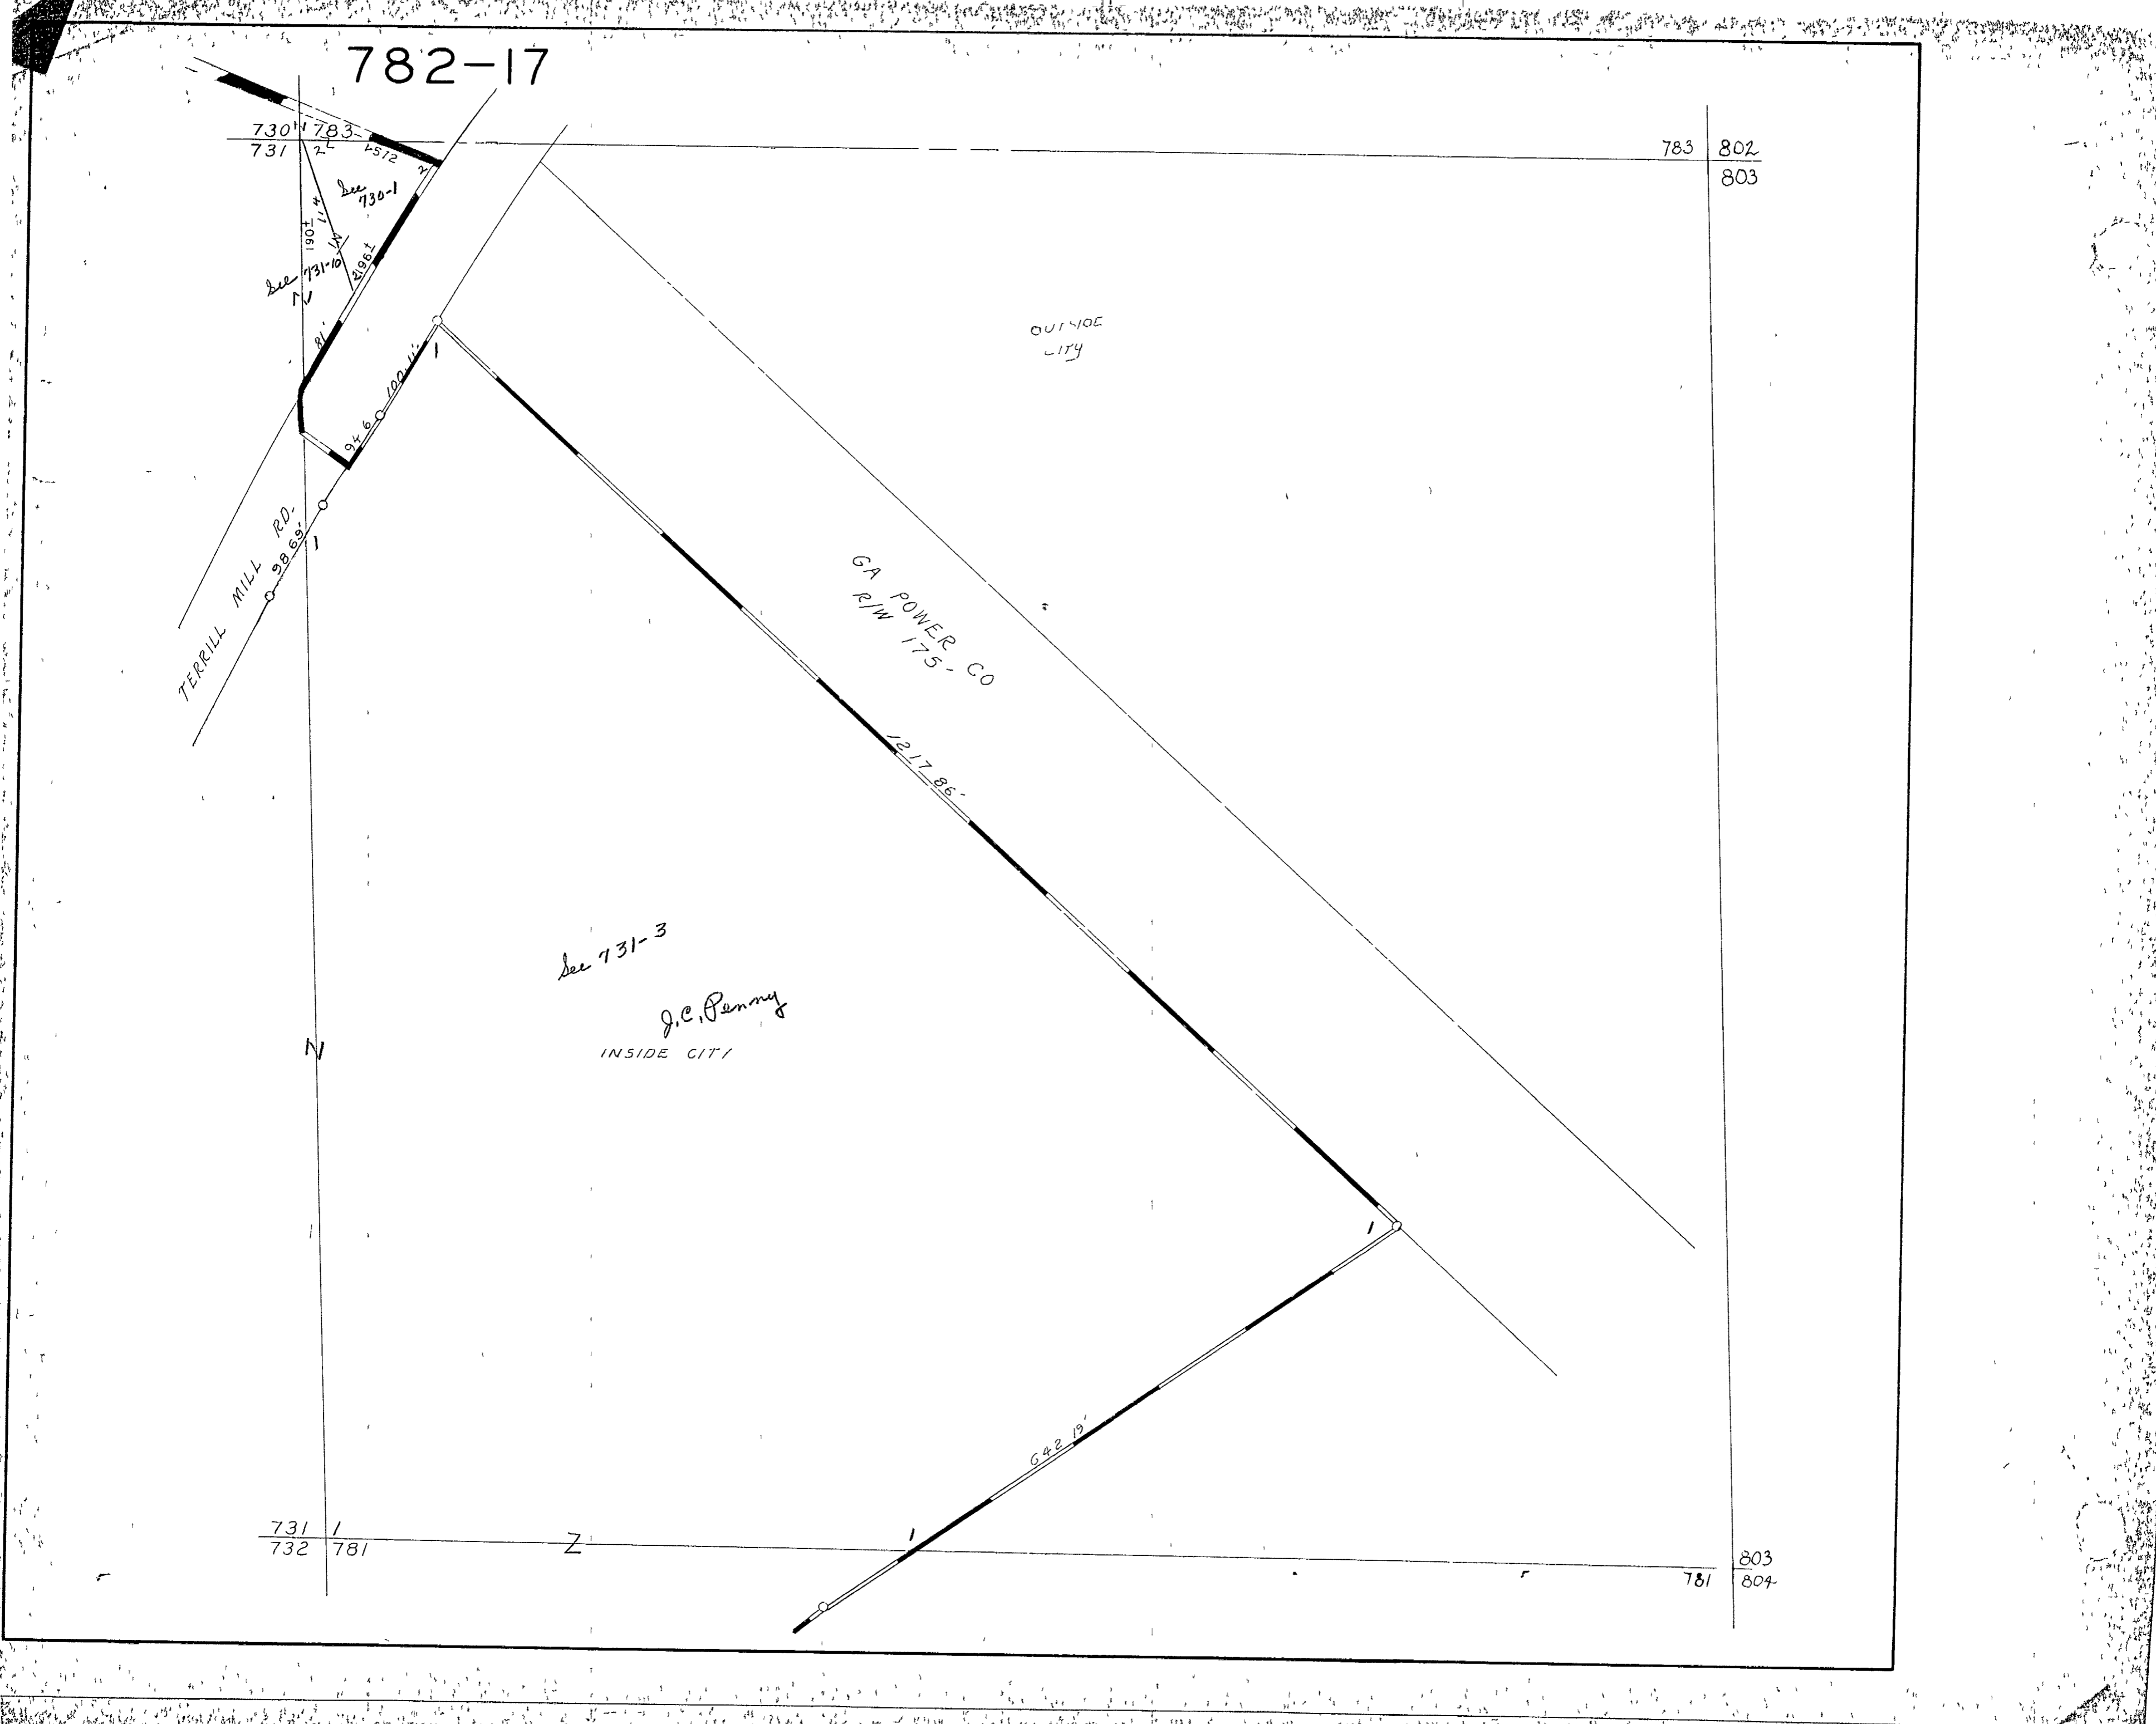 782-17
730 783
731 2
783 802
803
See
730-1
See 731-10
81'
100.11'
94.6
98.69'
TERRILL MILL RD.
OUTSIDE
CITY
GA POWER CO
R/W 175'
1217.86'
See 731-3
J.C. Penny
INSIDE CITY
N
1
1
1
642.19'
1
731 1
732 781
Z
803
781 804